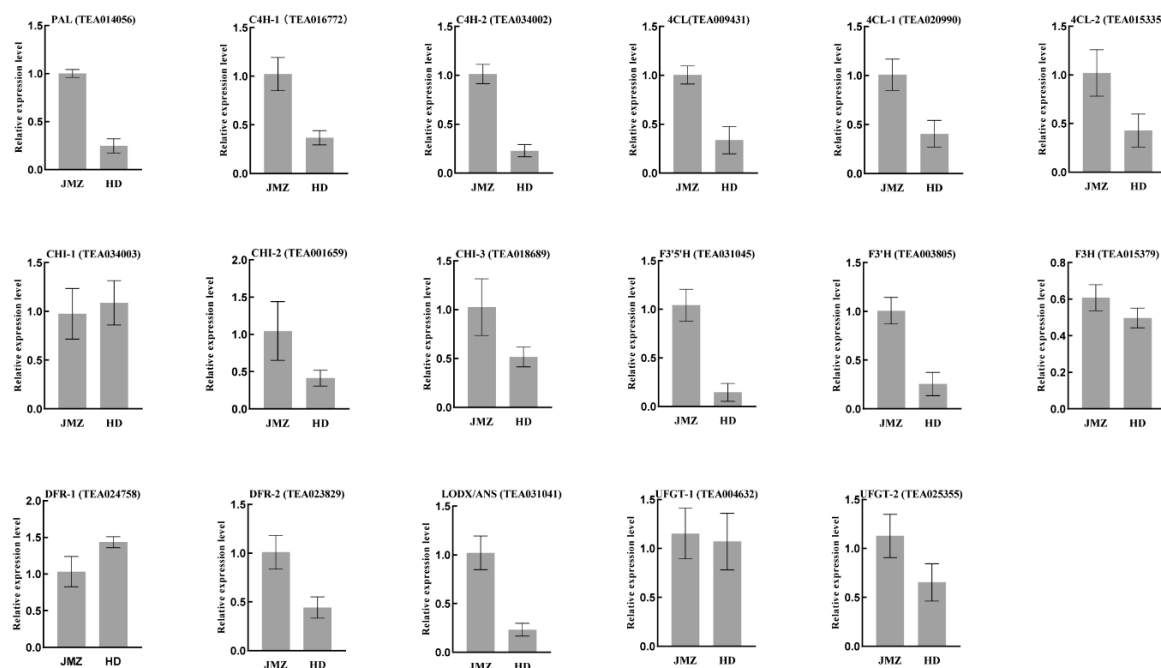 PAL (TEA014056)
Relative expression level
1.5
1.0
0.5
0.0
JMZ HD
C4H-1 (TEA016772)
Relative expression level
1.5
1.0
0.5
0.0
JMZ HD
C4H-2 (TEA034002)
Relative expression level
1.5
1.0
0.5
0.0
JMZ HD
4CL(TEA009431)
Relative expression level
1.5
1.0
0.5
0.0
JMZ HD
4CL-1 (TEA020990)
Relative expression level
1.5
1.0
0.5
0.0
JMZ HD
4CL-2 (TEA015335
Relative expression level
1.5
1.0
0.5
0.0
JMZ HD
CHI-1 (TEA034003)
Relative expression level
1.5
1.0
0.5
0.0
JMZ HD
CHI-2 (TEA001659)
Relative expression level
2.0
1.5
1.0
0.5
0.0
JMZ HD
CHI-3 (TEA018689)
Relative expression level
1.5
1.0
0.5
0.0
JMZ HD
F3'5'H (TEA031045)
Relative expression level
1.5
1.0
0.5
0.0
JMZ HD
F3'H (TEA003805)
Relative expression level
1.5
1.0
0.5
0.0
JMZ HD
F3H (TEA015379)
Relative expression level
0.8
0.6
0.4
0.2
0.0
JMZ HD
DFR-1 (TEA024758)
Relative expression level
2.0
1.5
1.0
0.5
0.0
JMZ HD
DFR-2 (TEA023829)
Relative expression level
1.5
1.0
0.5
0.0
JMZ HD
LODX/ANS (TEA031041)
Relative expression level
1.5
1.0
0.5
0.0
JMZ HD
UFGT-1 (TEA004632)
Relative expression level
1.5
1.0
0.5
0.0
JMZ HD
UFGT-2 (TEA025355)
Relative expression level
1.5
1.0
0.5
0.0
JMZ HD